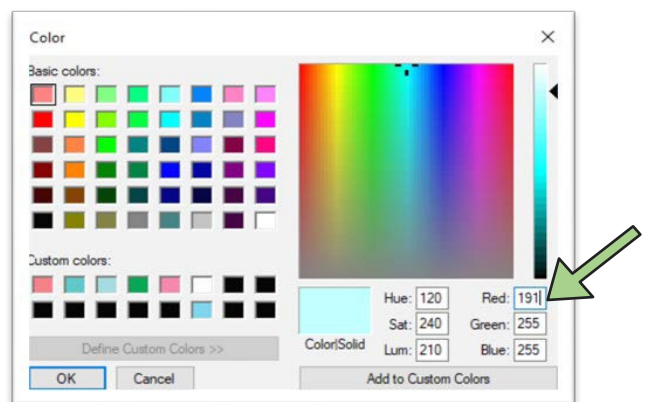 Color
Basic colors:
Custom colors:
Define Custom Colors >>
OK Cancel
Color|Solid
Hue: 120 Red: 191
Sat: 240 Green: 255
Lum: 210 Blue: 255
Add to Custom Colors